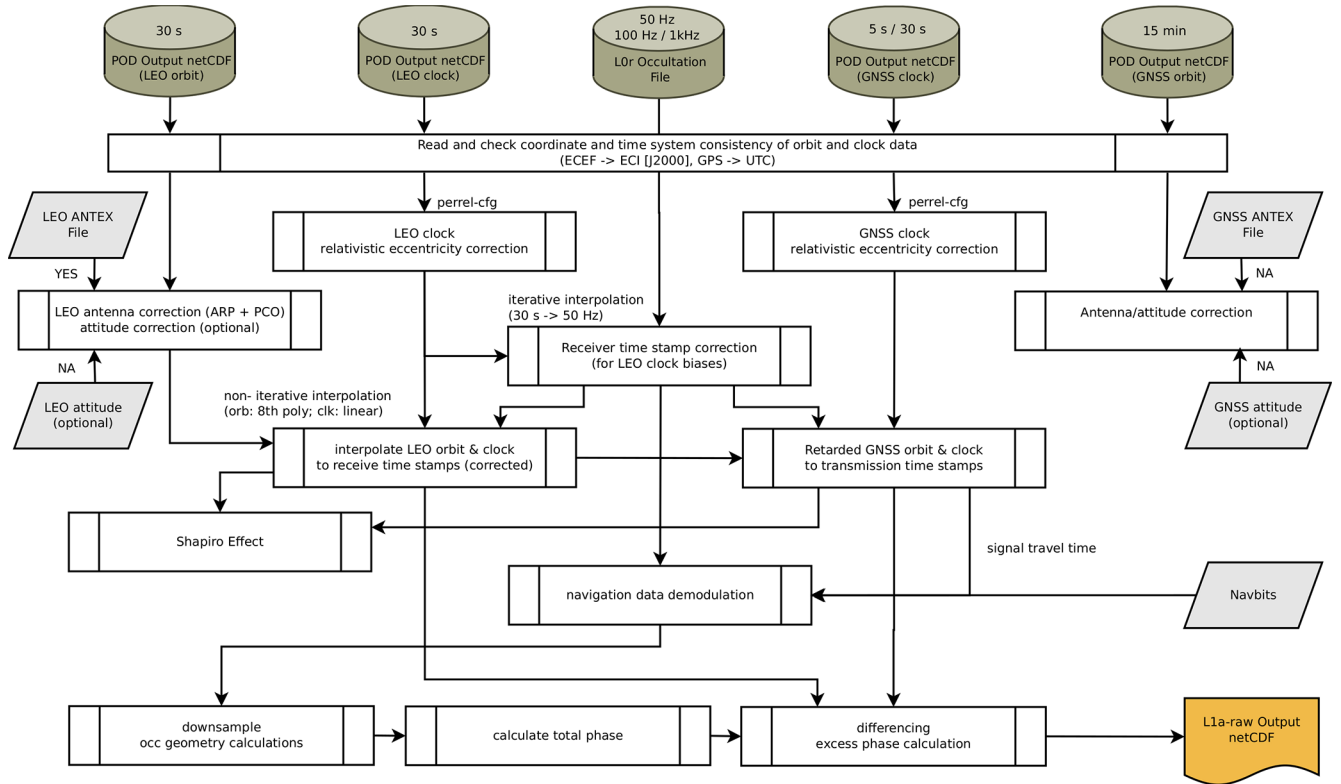 30 s
POD Output netCDF
(LEO orbit)
30 s
POD Output netCDF
(LEO clock)
50 Hz
100 Hz / 1kHz
L0r Occultation
File
5 s / 30 s
POD Output netCDF
(GNSS clock)
15 min
POD Output netCDF
(GNSS orbit)
Read and check coordinate and time system consistency of orbit and clock data
(ECEF -> ECI [J2000], GPS -> UTC)
LEO ANTEX
File
YES
perrel-cfg
LEO clock
relativistic eccentricity correction
perrel-cfg
GNSS clock
relativistic eccentricity correction
GNSS ANTEX
File
NA
LEO antenna correction (ARP + PCO)
attitude correction (optional)
iterative interpolation
(30 s -> 50 Hz)
Receiver time stamp correction
(for LEO clock biases)
Antenna/attitude correction
NA
LEO attitude
(optional)
NA
GNSS attitude
(optional)
non- iterative interpolation
(orb: 8th poly; clk: linear)
interpolate LEO orbit & clock
to receive time stamps (corrected)
Retarded GNSS orbit & clock
to transmission time stamps
Shapiro Effect
signal travel time
navigation data demodulation
Navbits
downsample
occ geometry calculations
calculate total phase
differencing
excess phase calculation
L1a-raw Output
netCDF